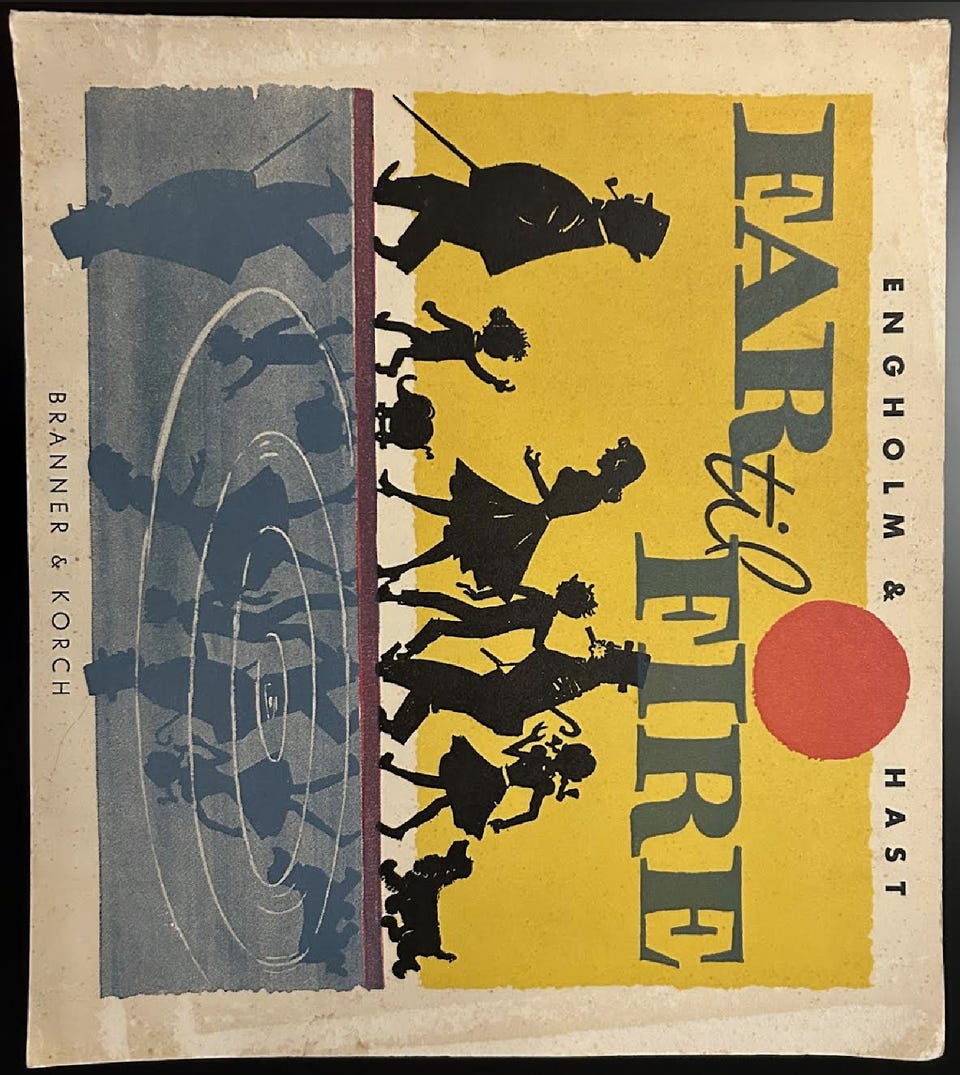 ENGHOLM & HAST
FAR til
FIRE
BRANNER & KORCH